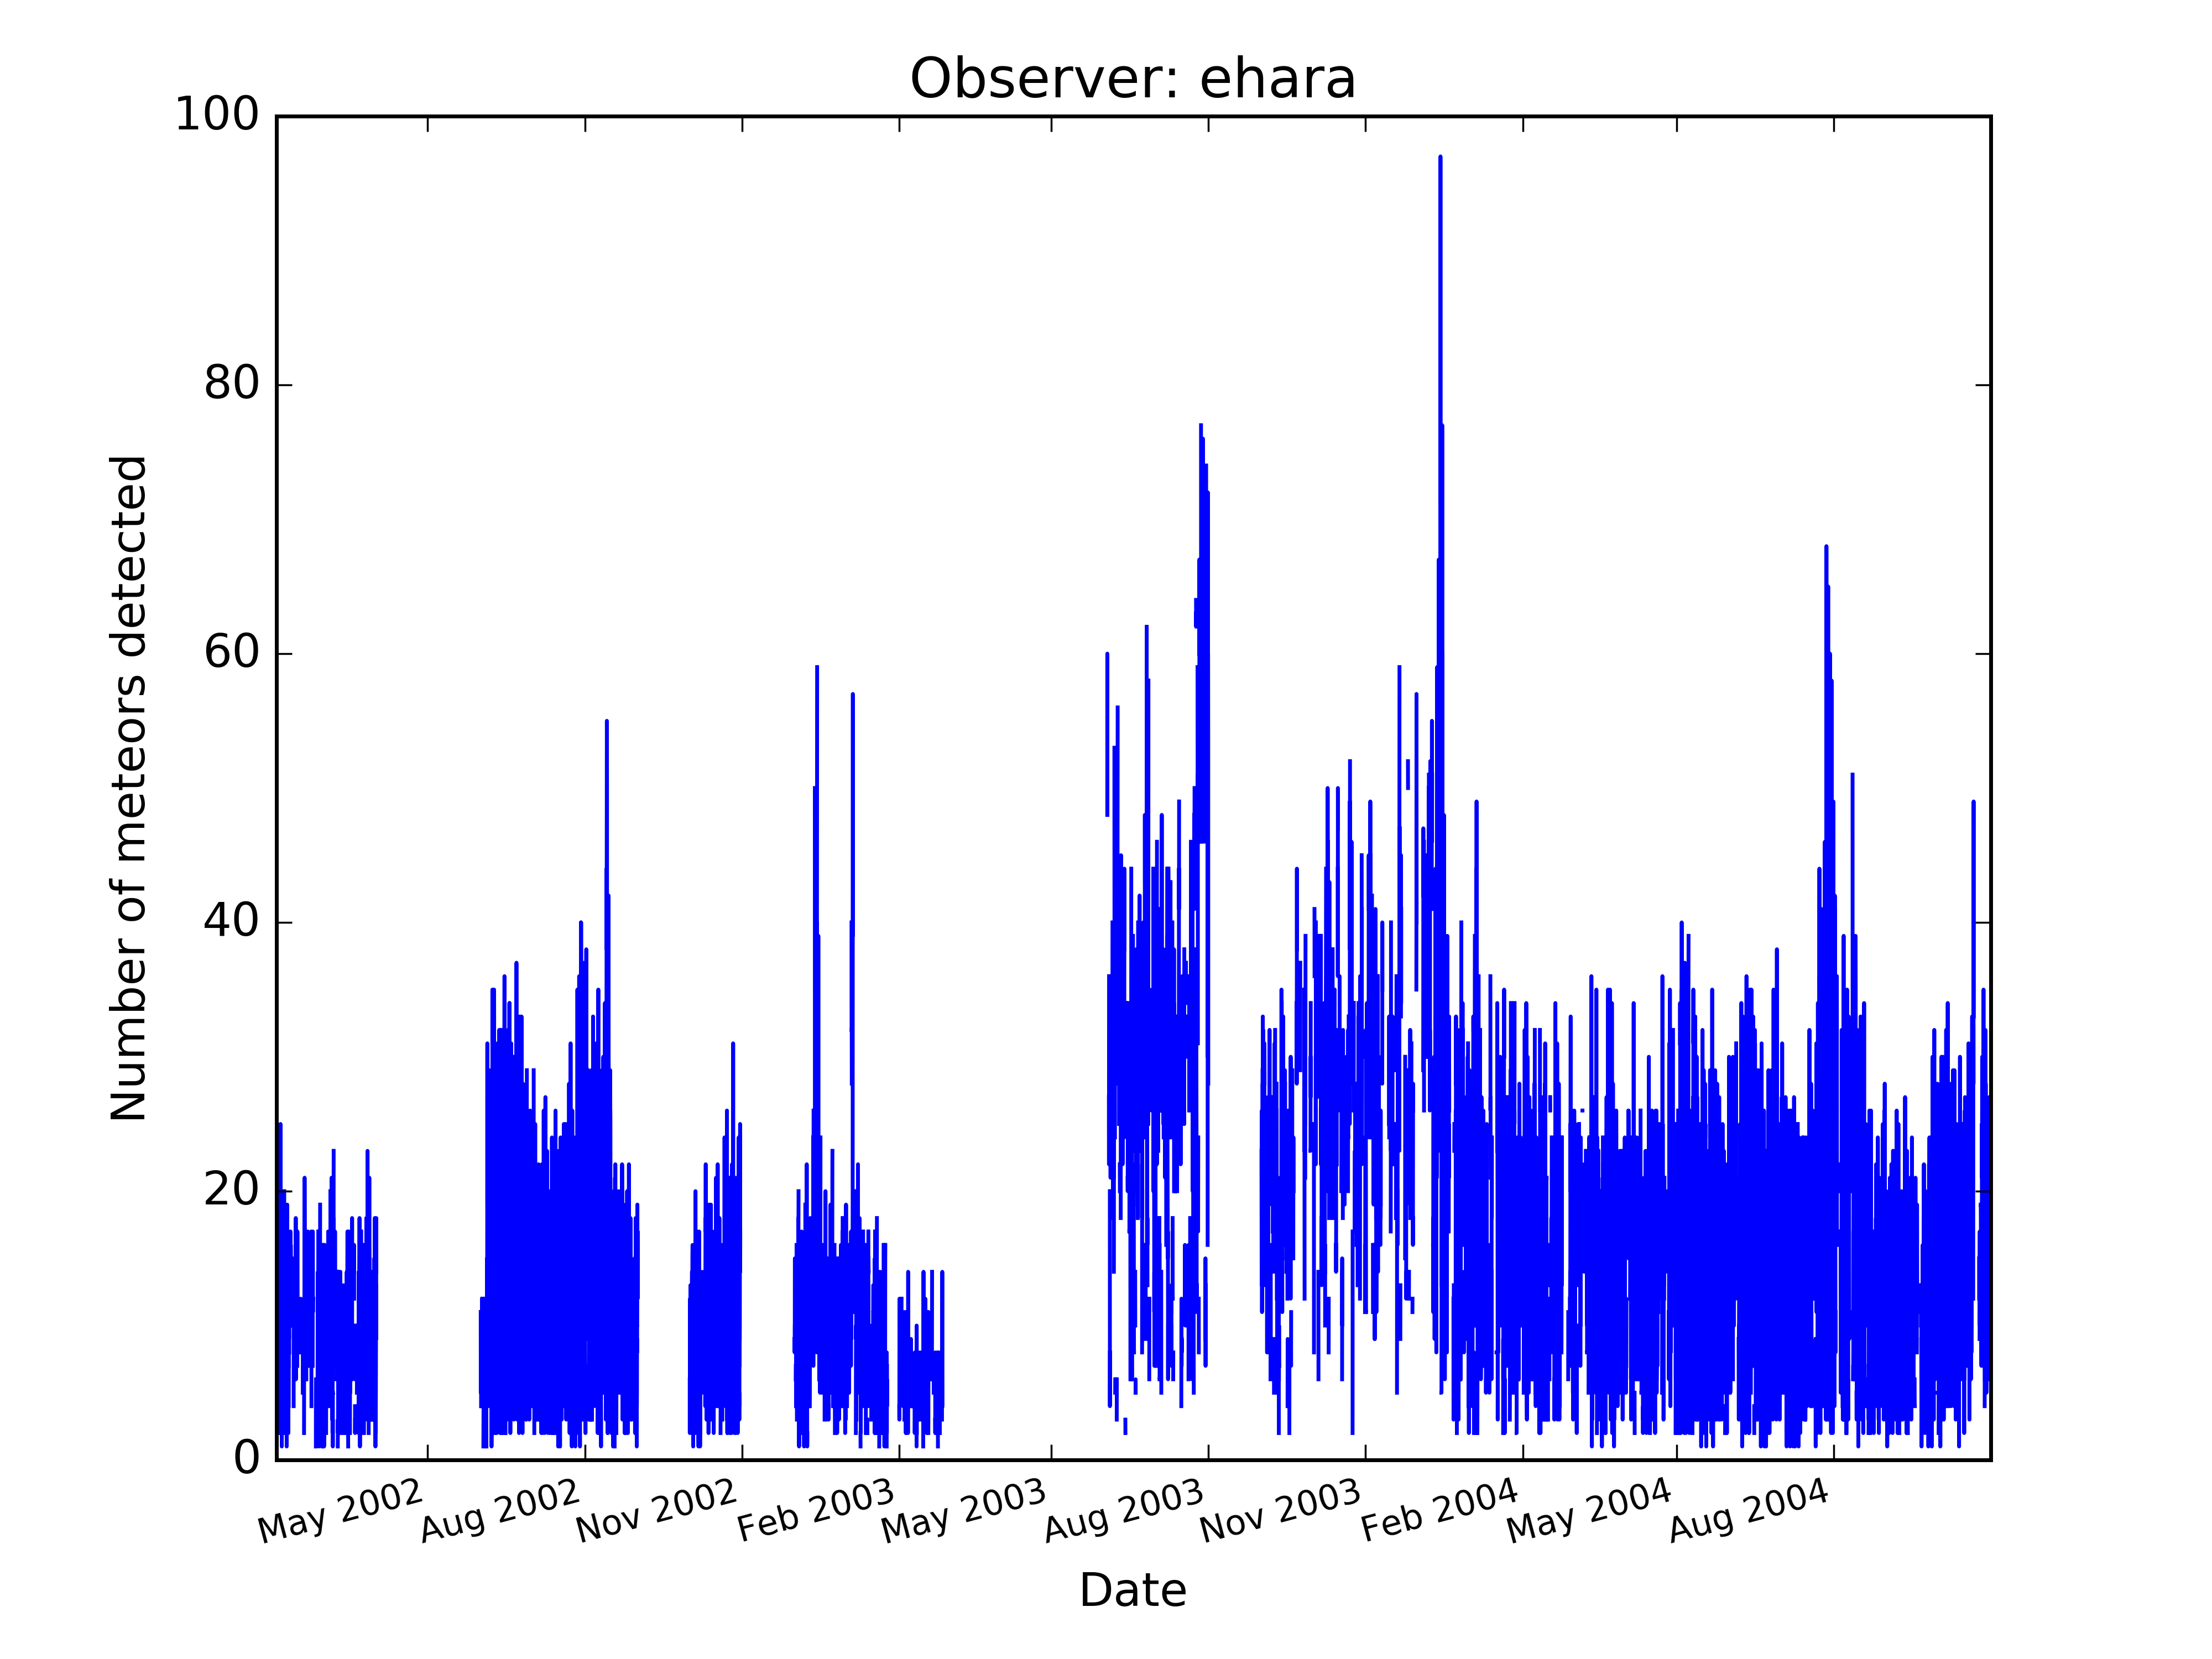 Observer: ehara
100
80
60
40
20
0
Number of meteors detected
May 2002
Aug 2002
Nov 2002
Feb 2003
May 2003
Aug 2003
Nov 2003
Feb 2004
May 2004
Aug 2004
Date